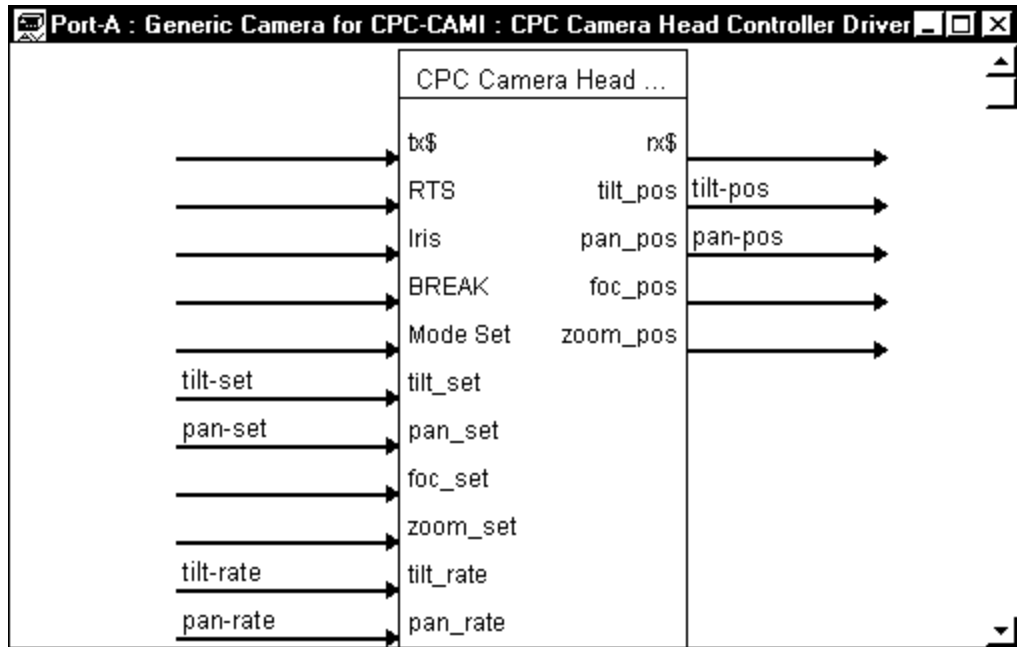 Port-A : Generic Camera for CPC-CAMI : CPC Camera Head Controller Driver
CPC Camera Head ...
tx$ rx$
RTS tilt_pos tilt-pos
Iris pan_pos pan-pos
BREAK foc_pos
Mode Set zoom_pos
tilt-set tilt_set
pan-set pan_set
foc_set
zoom_set
tilt-rate tilt_rate
pan-rate pan_rate